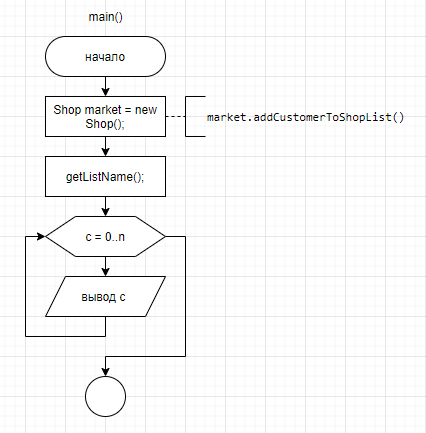 main()
начало
Shop market = new
Shop();
market.addCustomerToShopList()
getListName();
c = 0..n
вывод c